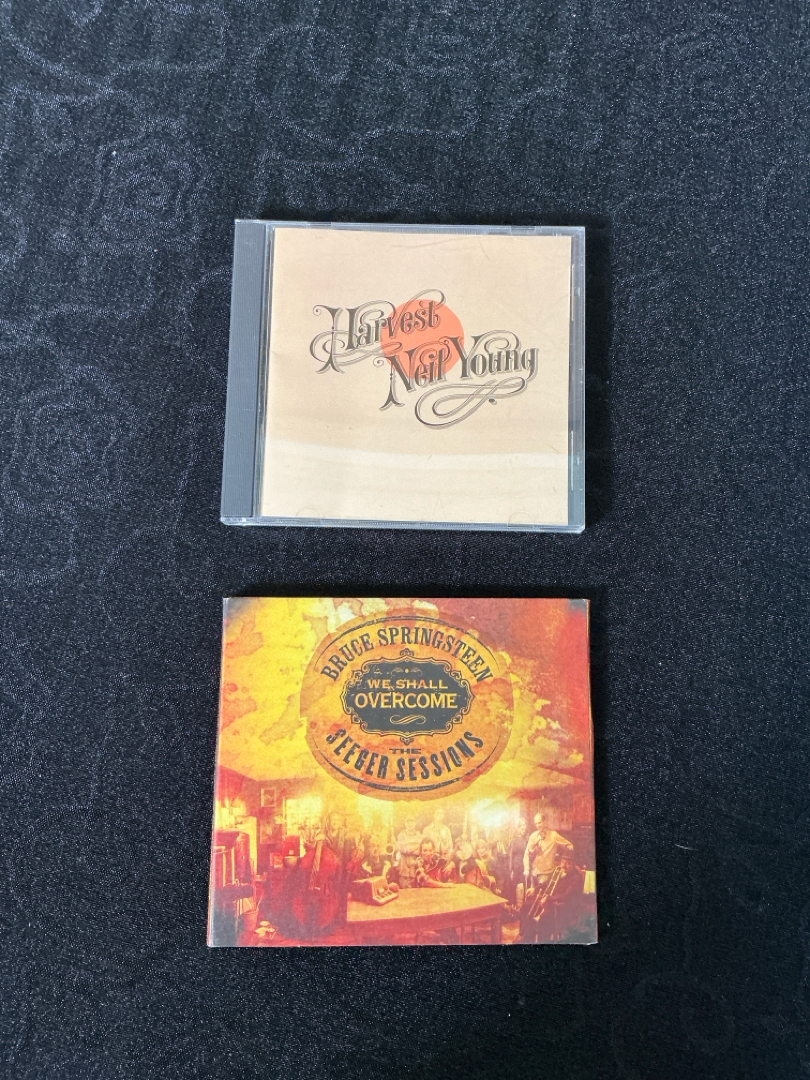 Harvest
Neil Young
BRUCE SPRINGSTEEN
WE SHALL
OVERCOME
THE
SEEGER SESSIONS